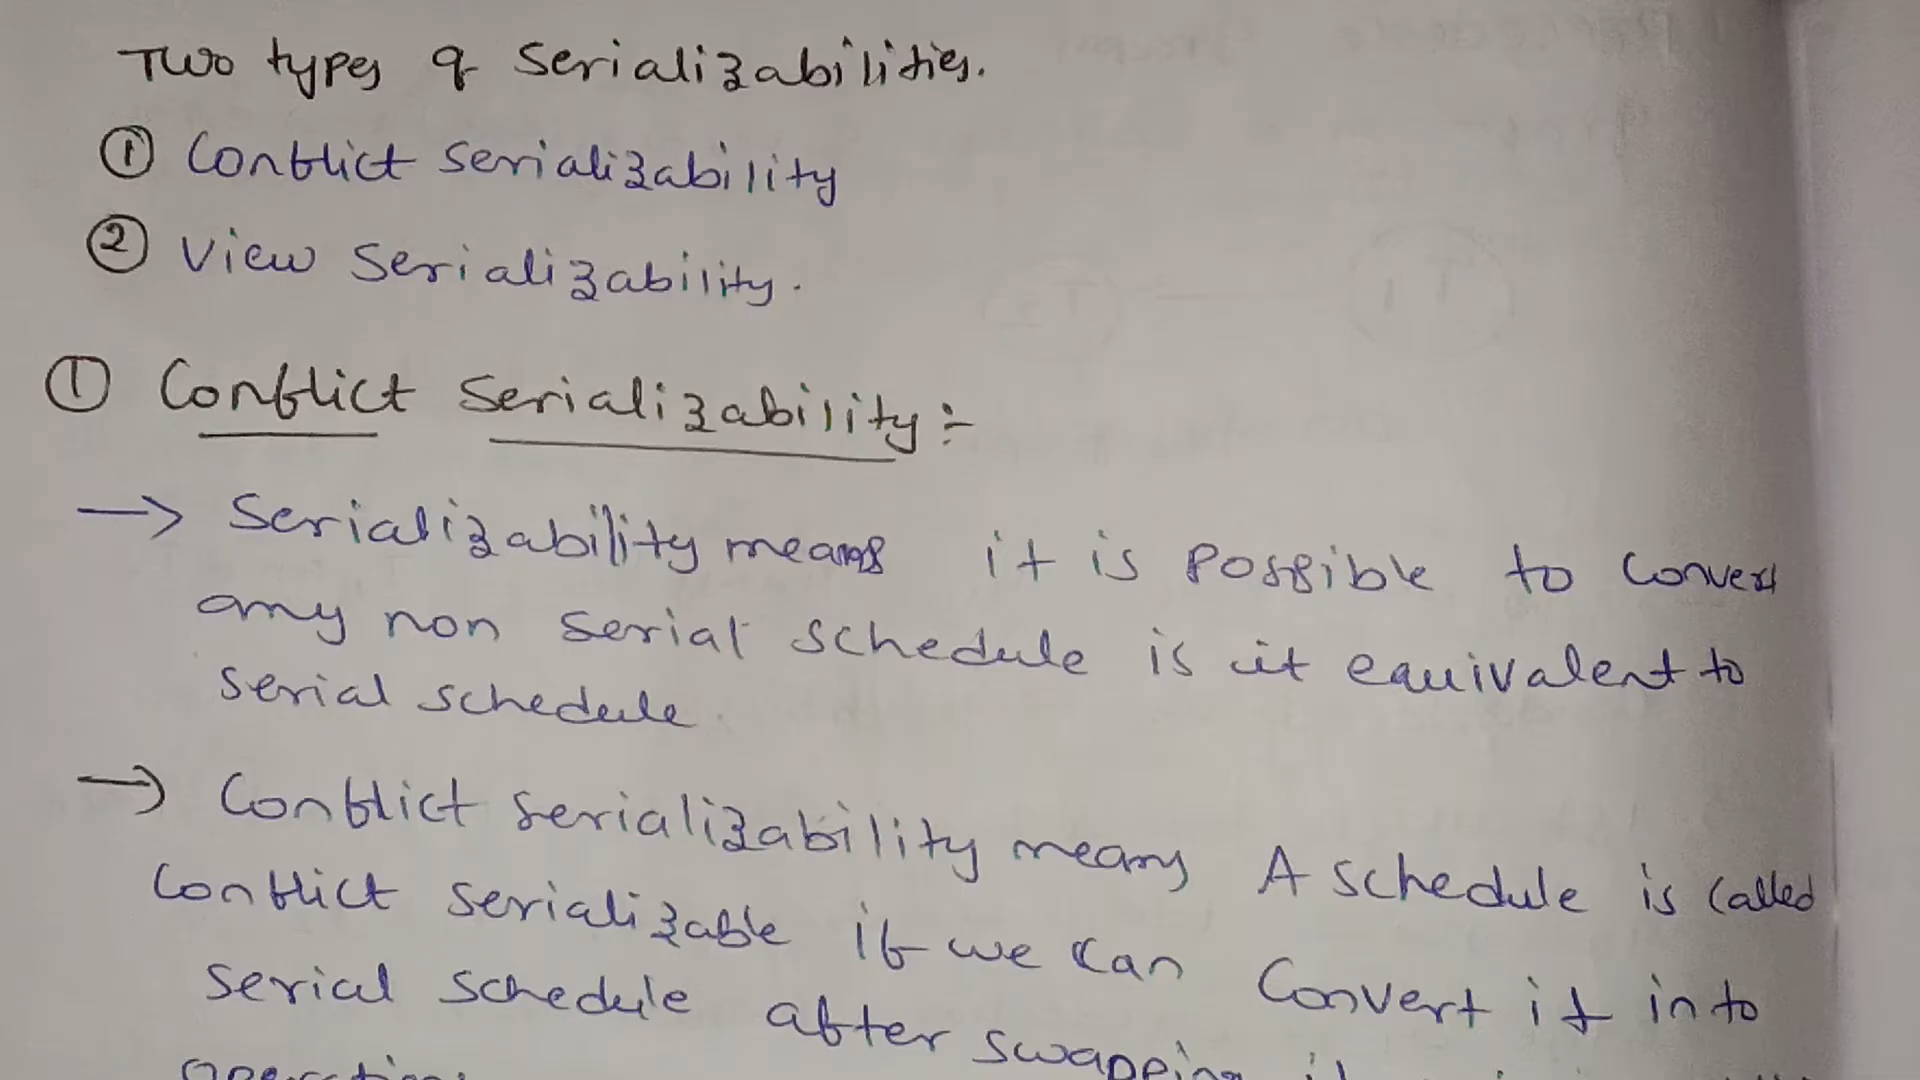 Two types of Serializabilities.
① Conflict Serializability
② View Serializability.
① Conflict Serializability :-
→ Serializability means it is possible to convert
any non serial schedule is it equivalent to
serial schedule.
→ Conflict serializability means A schedule is called
conflict serializable if we can convert it into
serial schedule after swapping